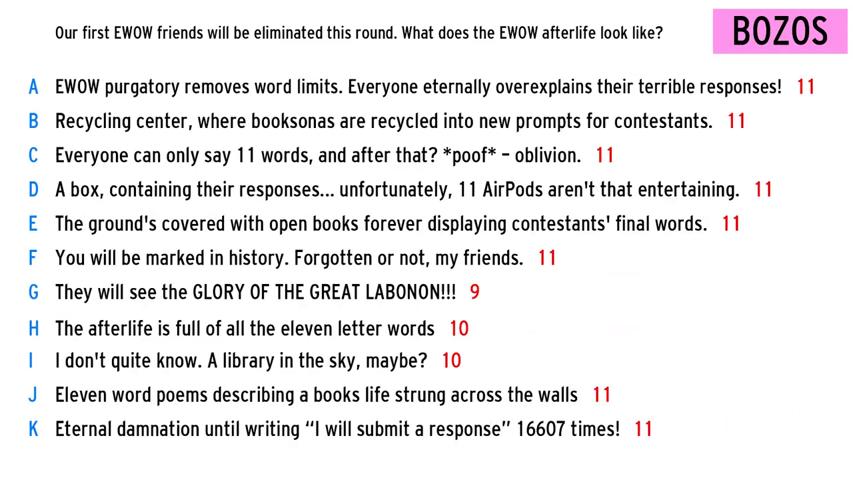 Our first EWOW friends will be eliminated this round. What does the EWOW afterlife look like?
BOZOS
A EWOW purgatory removes word limits. Everyone eternally overexplains their terrible responses! 11
B Recycling center, where booksonas are recycled into new prompts for contestants. 11
C Everyone can only say 11 words, and after that? *poof* - oblivion. 11
D A box, containing their responses... unfortunately, 11 AirPods aren't that entertaining. 11
E The ground's covered with open books forever displaying contestants' final words. 11
F You will be marked in history. Forgotten or not, my friends. 11
G They will see the GLORY OF THE GREAT LABONON!!! 9
H The afterlife is full of all the eleven letter words 10
I I don't quite know. A library in the sky, maybe? 10
J Eleven word poems describing a books life strung across the walls 11
K Eternal damnation until writing “I will submit a response” 16607 times! 11